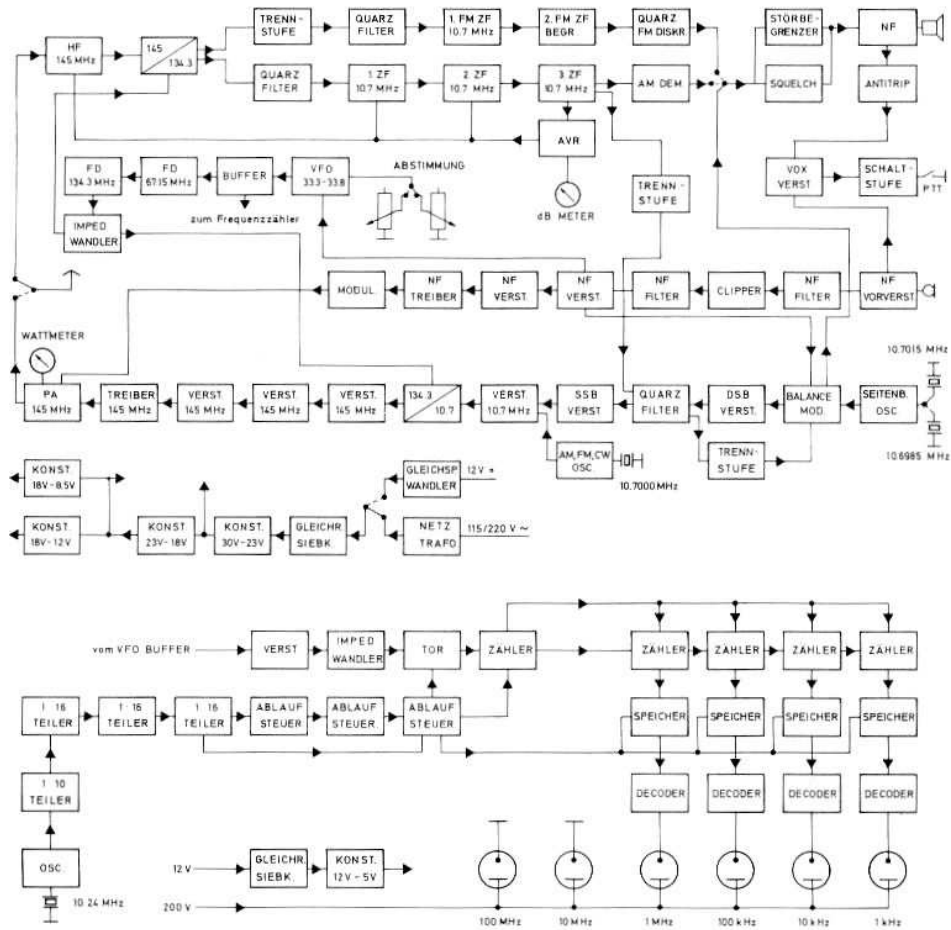 TRENN-
STUFE
QUARZ
FILTER
1. FM ZF
10.7 MHz
2. FM ZF
BEGR.
QUARZ
FM DISKR
STÖRBE-
GRENZER
NF
HF
145 MHz
145
134.3
QUARZ
FILTER
1. ZF
10.7 MHz
2. ZF
10.7 MHz
3. ZF
10.7 MHz
AM DEM.
SQUELCH
ANTITRIP
AVR
FD
134.3 MHz
FD
67.15 MHz
BUFFER
VFO
33.3-33.8
ABSTIMMUNG
dB METER
TRENN-
STUFE
VOX
VERST
SCHALT-
STUFE
PTT
zum Frequenzzähler
IMPED
WANDLER
MODUL.
NF
TREIBER
NF
VERST.
NF
VERST.
NF
FILTER
CLIPPER
NF
FILTER
NF
VORVERST.
WATTMETER
10.7015 MHz
PA
145 MHz
TREIBER
145 MHz
VERST.
145 MHz
VERST.
145 MHz
VERST.
145 MHz
134.3
10.7
VERST.
10.7 MHz
SSB
VERST
QUARZ
FILTER
DSB
VERST.
BALANCE
MOD.
SEITENB.
OSC
10.6985 MHz
AM, FM, CW
OSC
10.7000 MHz
TRENN-
STUFE
KONST
18V-8.5V
GLEICHSP
WANDLER
12V =
KONST
18V-12V
KONST
23V-18V
KONST.
30V-23V
GLEICHR.
SIEBK.
NETZ
TRAFO
115/220 V ~
vom VFO BUFFER
VERST
IMPED
WANDLER
TOR
ZÄHLER
ZÄHLER
ZÄHLER
ZÄHLER
ZÄHLER
1 : 16
TEILER
1 : 16
TEILER
1 : 16
TEILER
ABLAUF
STEUER
ABLAUF
STEUER
ABLAUF
STEUER
SPEICHER
SPEICHER
SPEICHER
SPEICHER
1 : 10
TEILER
DECODER
DECODER
DECODER
DECODER
OSC.
10.24 MHz
12 V
GLEICHR.
SIEBK.
KONST.
12V - 5V
200 V
100 MHz
10 MHz
1 MHz
100 kHz
10 kHz
1 kHz